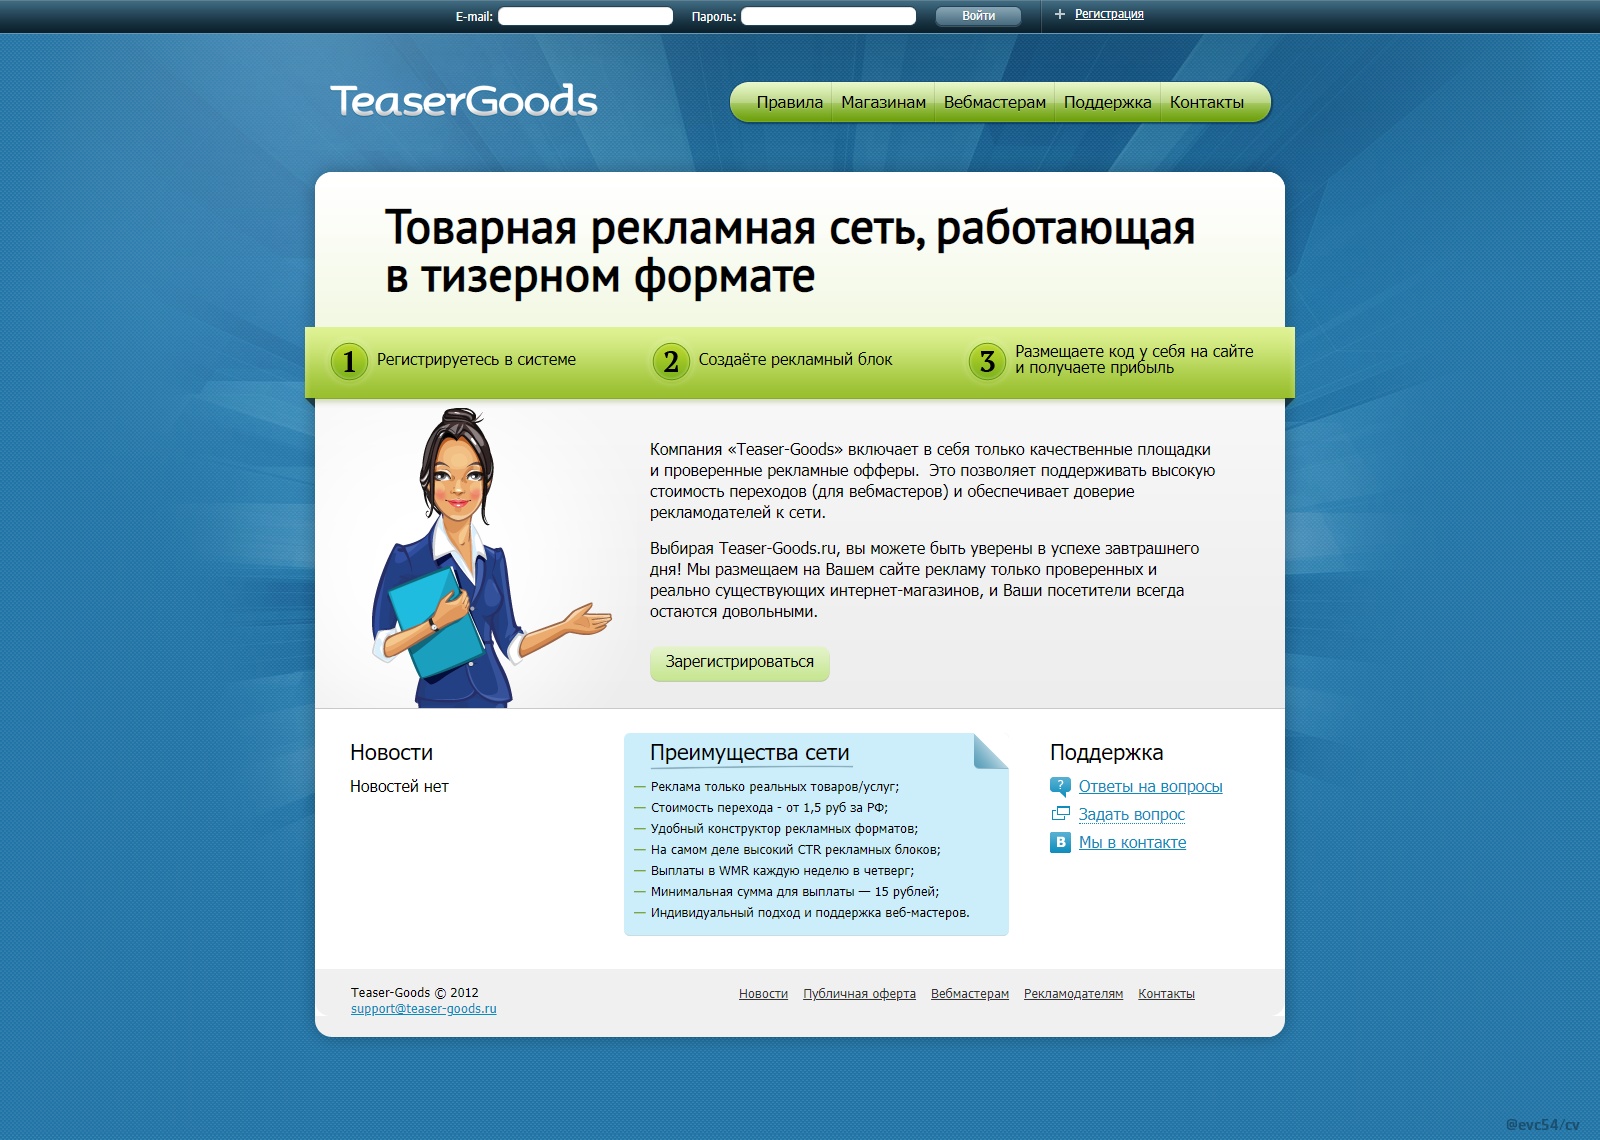 E-mail:
Пароль:
Войти
Регистрация
TeaserGoods
Правила
Магазинам
Вебмастерам
Поддержка
Контакты
Товарная рекламная сеть, работающая
в тизерном формате
1 Регистрируетесь в системе
2 Создаёте рекламный блок
3 Размещаете код у себя на сайте
и получаете прибыль
Компания «Teaser-Goods» включает в себя только качественные площадки
и проверенные рекламные офферы. Это позволяет поддерживать высокую
стоимость переходов (для вебмастеров) и обеспечивает доверие
рекламодателей к сети.
Выбирая Teaser-Goods.ru, вы можете быть уверены в успехе завтрашнего
дня! Мы размещаем на Вашем сайте рекламу только проверенных и
реально существующих интернет-магазинов, и Ваши посетители всегда
остаются довольными.
Зарегистрироваться
Новости
Новостей нет
Преимущества сети
— Реклама только реальных товаров/услуг;
— Стоимость перехода - от 1,5 руб за РФ;
— Удобный конструктор рекламных форматов;
— На самом деле высокий CTR рекламных блоков;
— Выплаты в WMR каждую неделю в четверг;
— Минимальная сумма для выплаты — 15 рублей;
— Индивидуальный подход и поддержка веб-мастеров.
Поддержка
? Ответы на вопросы
Задать вопрос
В Мы в контакте
Teaser-Goods © 2012
support@teaser-goods.ru
Новости
Публичная оферта
Вебмастерам
Рекламодателям
Контакты
@evc54/cv